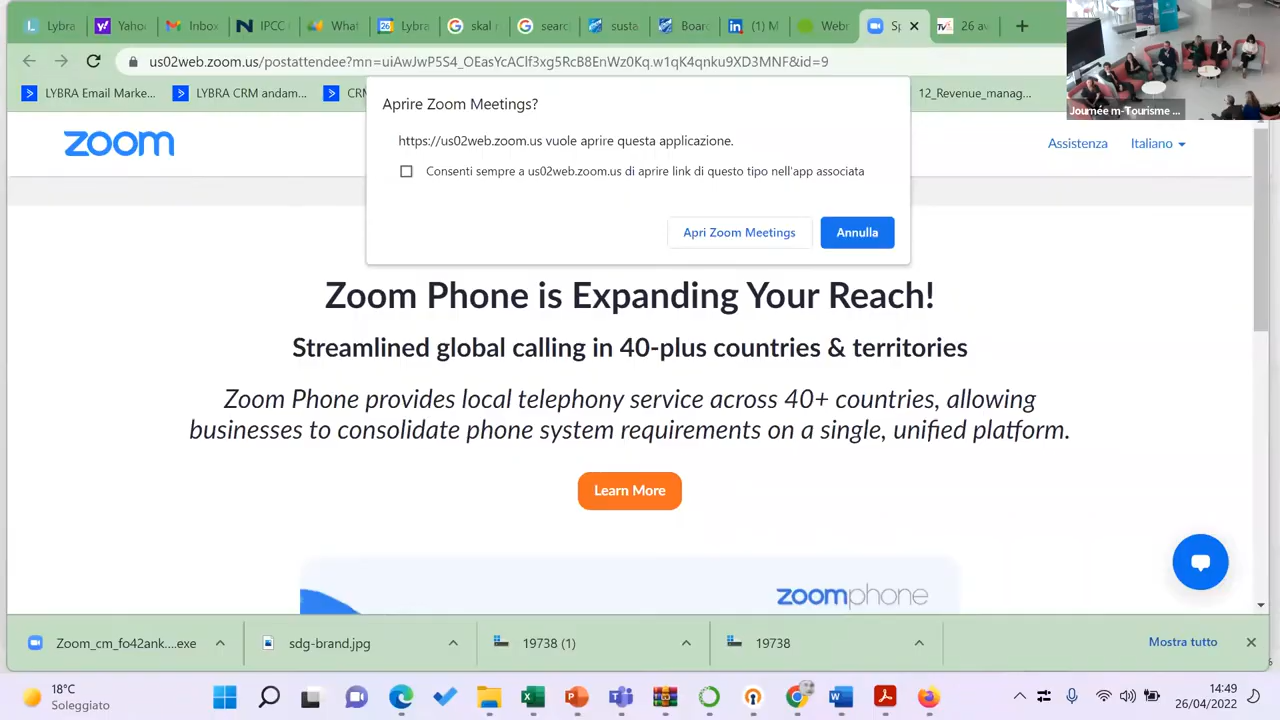 Lybra
Yahoo
Inbox
IPCC
What
Lybra
skal r
searc
susta
Board
(1) M
Webr
Sp
26 av
us02web.zoom.us/postattendee?mn=uiAwJwP5S4_OEasYcAClf3xg5RcB8EnWz0Kq.w1qK4qnku9XD3MNF&id=9
LYBRA Email Marke...
LYBRA CRM andam...
CRM
12_Revenue_manag...
Journée m-Tourisme ...
Aprire Zoom Meetings?
https://us02web.zoom.us vuole aprire questa applicazione.
Consenti sempre a us02web.zoom.us di aprire link di questo tipo nell'app associata
Apri Zoom Meetings
Annulla
zoom
Assistenza
Italiano
Zoom Phone is Expanding Your Reach!
Streamlined global calling in 40-plus countries & territories
Zoom Phone provides local telephony service across 40+ countries, allowing
businesses to consolidate phone system requirements on a single, unified platform.
Learn More
zoomphone
Zoom_cm_fo42ank....exe
sdg-brand.jpg
19738 (1)
19738
Mostra tutto
18°C
Soleggiato
14:49
26/04/2022